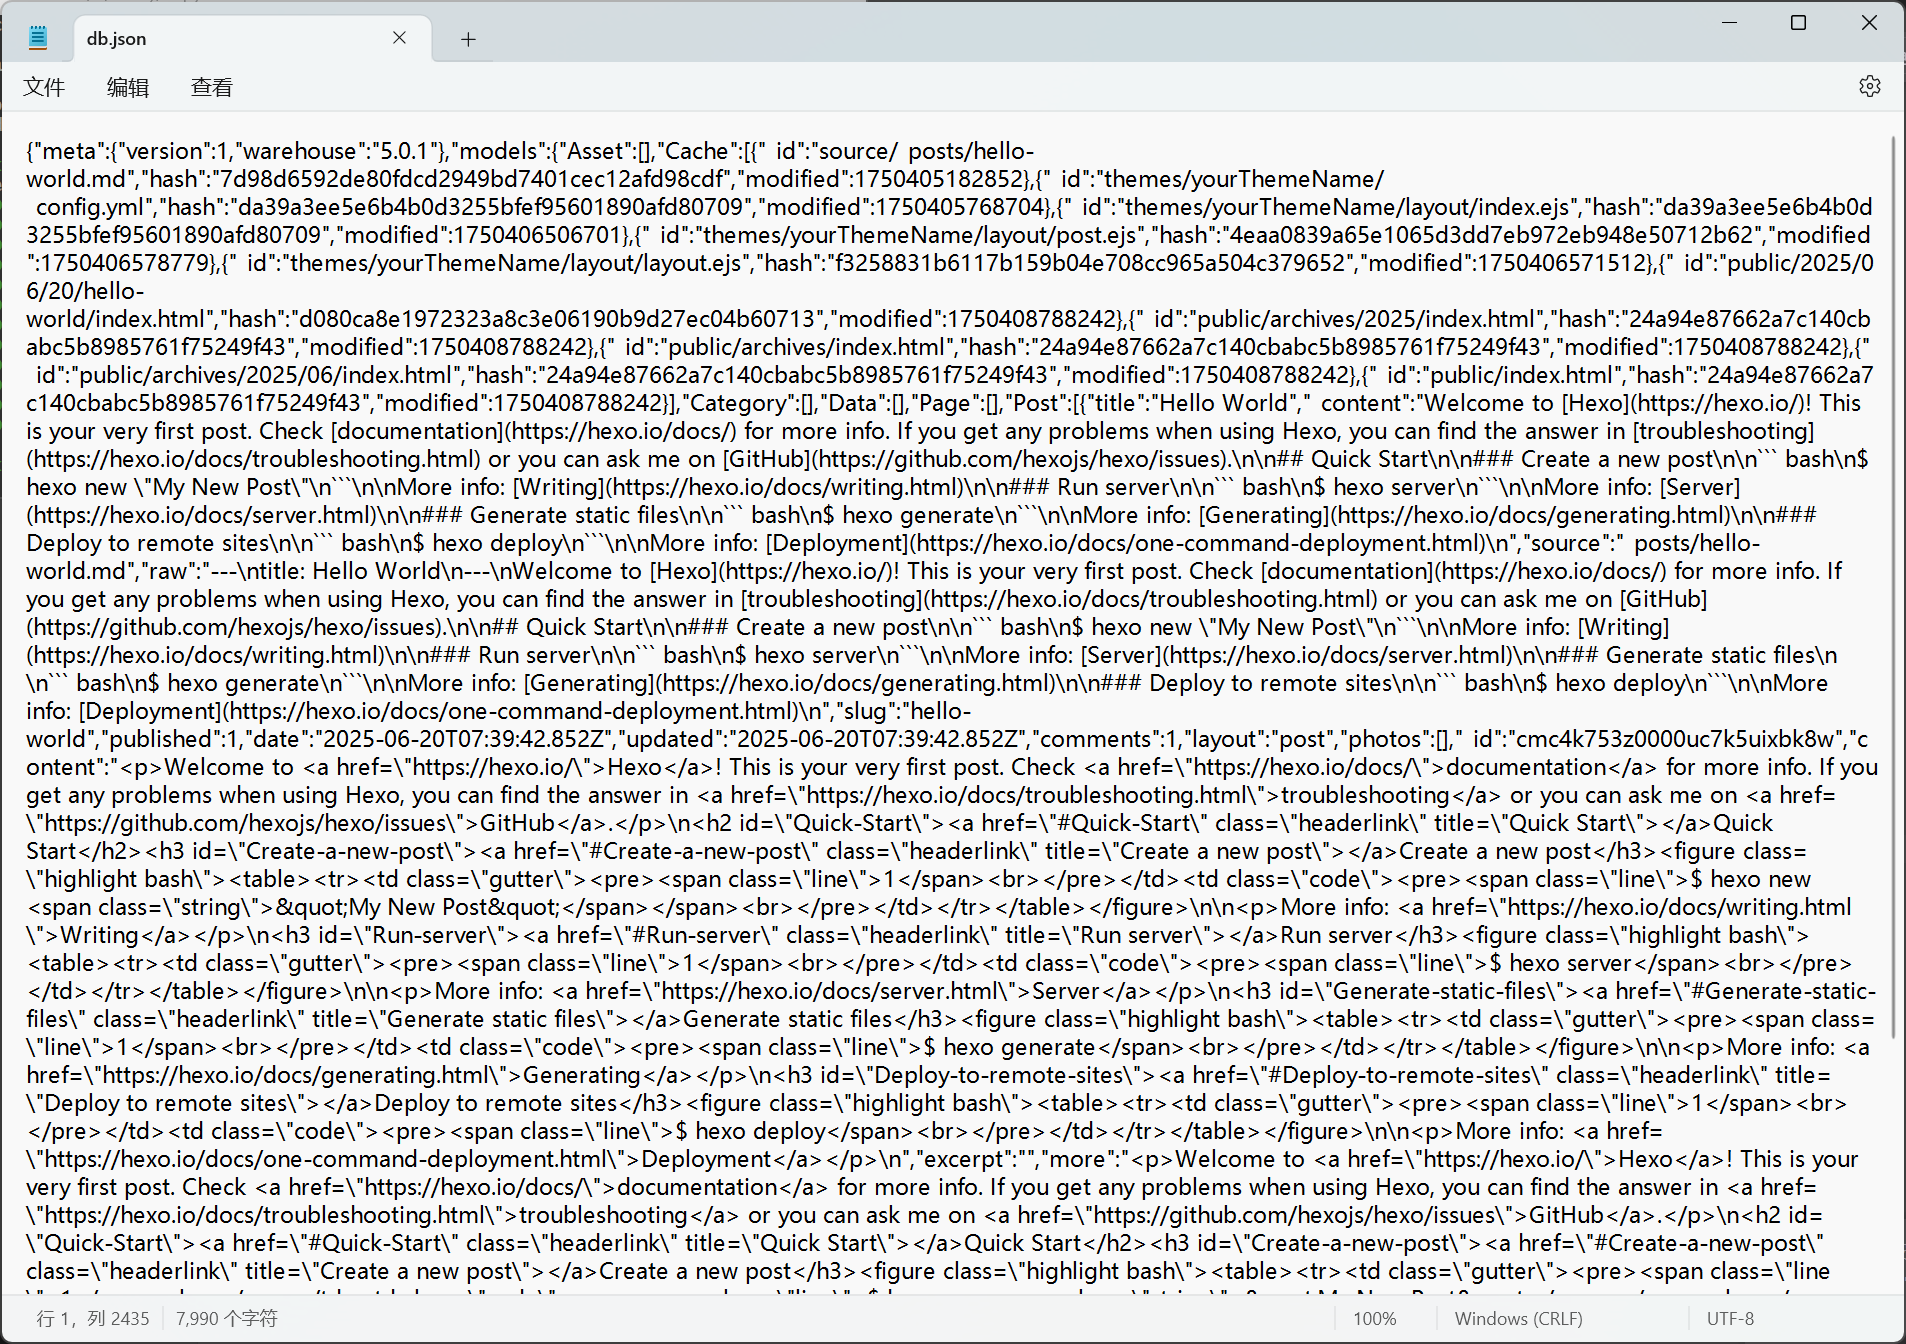 db.json
文件 编辑 查看
{"meta":{"version":1,"warehouse":"5.0.1"},"models":{"Asset":[],"Cache":[{"_id":"source/_posts/hello-
world.md","hash":"7d98d6592de80fdcd2949bd7401cec12afd98cdf","modified":1750405182852},{"_id":"themes/yourThemeName/
_config.yml","hash":"da39a3ee5e6b4b0d3255bfef95601890afd80709","modified":1750405768704},{"_id":"themes/yourThemeName/layout/index.ejs","hash":"da39a3ee5e6b4b0d
3255bfef95601890afd80709","modified":1750406506701},{"_id":"themes/yourThemeName/layout/post.ejs","hash":"4eaa0839a65e1065d3dd7eb972eb948e50712b62","modified
":1750406578779},{"_id":"themes/yourThemeName/layout/layout.ejs","hash":"f3258831b6117b159b04e708cc965a504c379652","modified":1750406571512},{"_id":"public/2025/0
6/20/hello-
world/index.html","hash":"d080ca8e1972323a8c3e06190b9d27ec04b60713","modified":1750408788242},{"_id":"public/archives/2025/index.html","hash":"24a94e87662a7c140cb
abc5b8985761f75249f43","modified":1750408788242},{"_id":"public/archives/index.html","hash":"24a94e87662a7c140cbabc5b8985761f75249f43","modified":1750408788242},{"
_id":"public/archives/2025/06/index.html","hash":"24a94e87662a7c140cbabc5b8985761f75249f43","modified":1750408788242},{"_id":"public/index.html","hash":"24a94e87662a7
c140cbabc5b8985761f75249f43","modified":1750408788242}],"Category":[],"Data":[],"Page":[],"Post":[{"title":"Hello World","_content":"Welcome to [Hexo](https://hexo.io/)! This
is your very first post. Check [documentation](https://hexo.io/docs/) for more info. If you get any problems when using Hexo, you can find the answer in [troubleshooting]
(https://hexo.io/docs/troubleshooting.html) or you can ask me on [GitHub](https://github.com/hexojs/hexo/issues).\n\n## Quick Start\n\n### Create a new post\n\n``` bash\n$
hexo new \"My New Post\"\n```\n\nMore info: [Writing](https://hexo.io/docs/writing.html)\n\n### Run server\n\n``` bash\n$ hexo server\n```\n\nMore info: [Server]
(https://hexo.io/docs/server.html)\n\n### Generate static files\n\n``` bash\n$ hexo generate\n```\n\nMore info: [Generating](https://hexo.io/docs/generating.html)\n\n###
Deploy to remote sites\n\n``` bash\n$ hexo deploy\n```\n\nMore info: [Deployment](https://hexo.io/docs/one-command-deployment.html)\n","source":"_posts/hello-
world.md","raw":"---\ntitle: Hello World\n---\nWelcome to [Hexo](https://hexo.io/)! This is your very first post. Check [documentation](https://hexo.io/docs/) for more info. If
you get any problems when using Hexo, you can find the answer in [troubleshooting](https://hexo.io/docs/troubleshooting.html) or you can ask me on [GitHub]
(https://github.com/hexojs/hexo/issues).\n\n## Quick Start\n\n### Create a new post\n\n``` bash\n$ hexo new \"My New Post\"\n```\n\nMore info: [Writing]
(https://hexo.io/docs/writing.html)\n\n### Run server\n\n``` bash\n$ hexo server\n```\n\nMore info: [Server](https://hexo.io/docs/server.html)\n\n### Generate static files\n
\n``` bash\n$ hexo generate\n```\n\nMore info: [Generating](https://hexo.io/docs/generating.html)\n\n### Deploy to remote sites\n\n``` bash\n$ hexo deploy\n```\n\nMore
info: [Deployment](https://hexo.io/docs/one-command-deployment.html)\n","slug":"hello-
world","published":1,"date":"2025-06-20T07:39:42.852Z","updated":"2025-06-20T07:39:42.852Z","comments":1,"layout":"post","photos":[],"_id":"cmc4k753z0000uc7k5uixbk8w","c
ontent":"<p>Welcome to <a href=\"https://hexo.io/\">Hexo</a>! This is your very first post. Check <a href=\"https://hexo.io/docs/\">documentation</a> for more info. If you
get any problems when using Hexo, you can find the answer in <a href=\"https://hexo.io/docs/troubleshooting.html\">troubleshooting</a> or you can ask me on <a href=
\"https://github.com/hexojs/hexo/issues\">GitHub</a>.</p>\n<h2 id=\"Quick-Start\"><a href=\"#Quick-Start\" class=\"headerlink\" title=\"Quick Start\"></a>Quick
Start</h2><h3 id=\"Create-a-new-post\"><a href=\"#Create-a-new-post\" class=\"headerlink\" title=\"Create a new post\"></a>Create a new post</h3><figure class=
\"highlight bash\"><table><tr><td class=\"gutter\"><pre><span class=\"line\">1</span><br></pre></td><td class=\"code\"><pre><span class=\"line\">$ hexo new
<span class=\"string\">&quot;My New Post&quot;</span></span><br></pre></td></tr></table></figure>\n\n<p>More info: <a href=\"https://hexo.io/docs/writing.html
\">Writing</a></p>\n<h3 id=\"Run-server\"><a href=\"#Run-server\" class=\"headerlink\" title=\"Run server\"></a>Run server</h3><figure class=\"highlight bash\">
<table><tr><td class=\"gutter\"><pre><span class=\"line\">1</span><br></pre></td><td class=\"code\"><pre><span class=\"line\">$ hexo server</span><br></pre>
</td></tr></table></figure>\n\n<p>More info: <a href=\"https://hexo.io/docs/server.html\">Server</a></p>\n<h3 id=\"Generate-static-files\"><a href=\"#Generate-static-
files\" class=\"headerlink\" title=\"Generate static files\"></a>Generate static files</h3><figure class=\"highlight bash\"><table><tr><td class=\"gutter\"><pre><span class=
\"line\">1</span><br></pre></td><td class=\"code\"><pre><span class=\"line\">$ hexo generate</span><br></pre></td></tr></table></figure>\n\n<p>More info: <a
href=\"https://hexo.io/docs/generating.html\">Generating</a></p>\n<h3 id=\"Deploy-to-remote-sites\"><a href=\"#Deploy-to-remote-sites\" class=\"headerlink\" title=
\"Deploy to remote sites\"></a>Deploy to remote sites</h3><figure class=\"highlight bash\"><table><tr><td class=\"gutter\"><pre><span class=\"line\">1</span><br>
</pre></td><td class=\"code\"><pre><span class=\"line\">$ hexo deploy</span><br></pre></td></tr></table></figure>\n\n<p>More info: <a href=
\"https://hexo.io/docs/one-command-deployment.html\">Deployment</a></p>\n","excerpt":"","more":"<p>Welcome to <a href=\"https://hexo.io/\">Hexo</a>! This is your
very first post. Check <a href=\"https://hexo.io/docs/\">documentation</a> for more info. If you get any problems when using Hexo, you can find the answer in <a href=
\"https://hexo.io/docs/troubleshooting.html\">troubleshooting</a> or you can ask me on <a href=\"https://github.com/hexojs/hexo/issues\">GitHub</a>.</p>\n<h2 id=
\"Quick-Start\"><a href=\"#Quick-Start\" class=\"headerlink\" title=\"Quick Start\"></a>Quick Start</h2><h3 id=\"Create-a-new-post\"><a href=\"#Create-a-new-post\"
class=\"headerlink\" title=\"Create a new post\"></a>Create a new post</h3><figure class=\"highlight bash\"><table><tr><td class=\"gutter\"><pre><span class=\"line
行 1，列 2435 7,990 个字符 100% Windows (CRLF) UTF-8